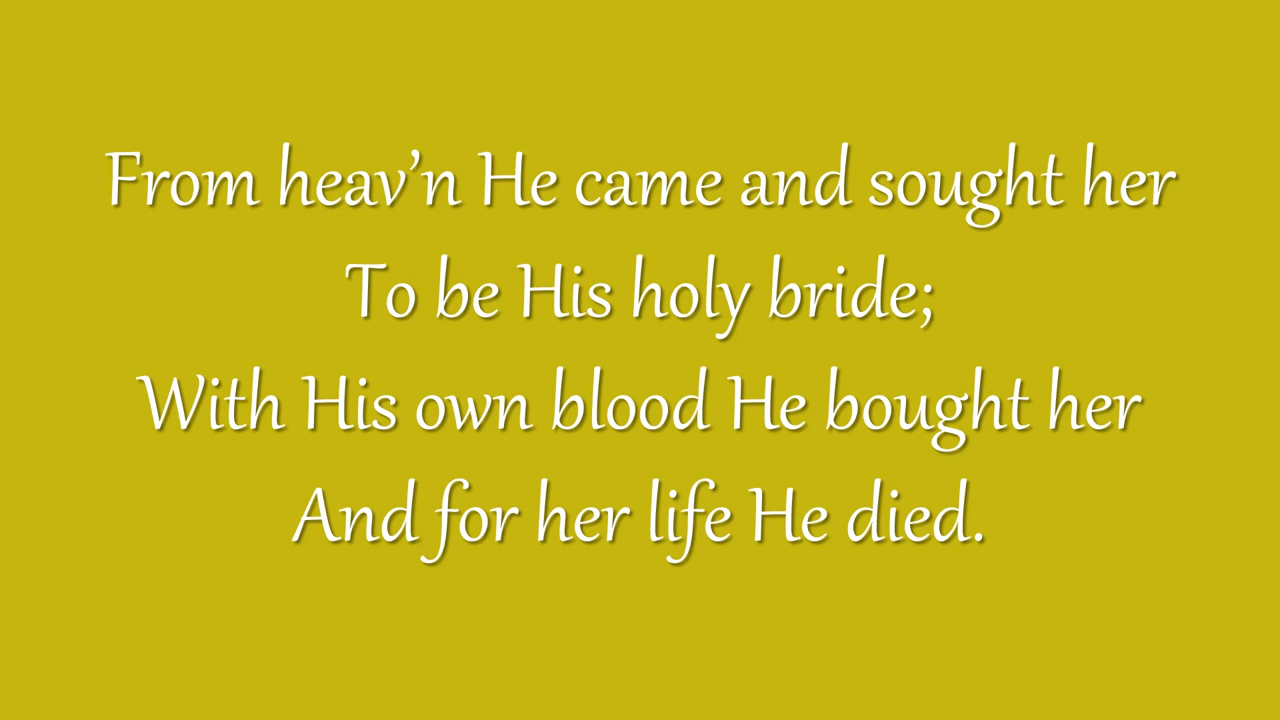 From heav’n He came and sought her
To be His holy bride;
With His own blood He bought her
And for her life He died.